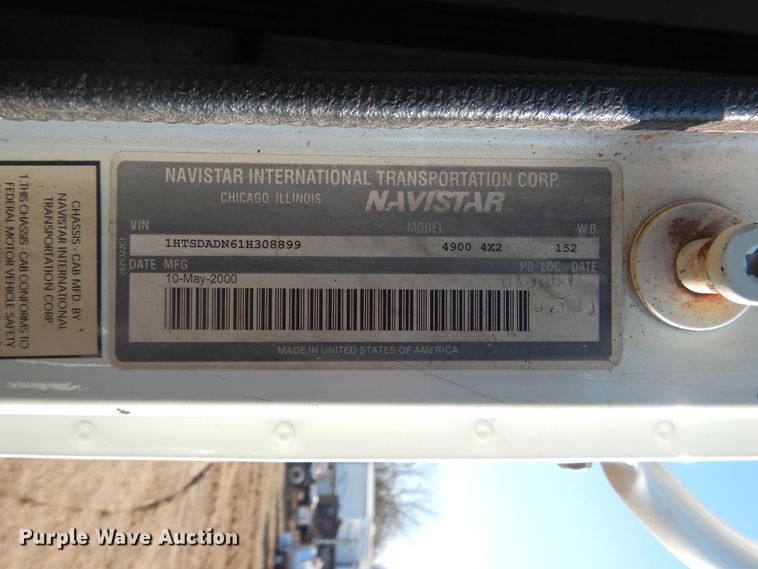 NAVISTAR INTERNATIONAL TRANSPORTATION CORP.
CHICAGO, ILLINOIS NAVISTAR
VIN MODEL W B
1HTSDADN61H308899 4900 4X2 152
DATE MFG PD LOC - DATE
10-May-2000
MADE IN UNITED STATES OF AMERICA
CHASSIS - CAB MFD. BY
NAVISTAR INTERNATIONAL
TRANSPORTATION CORP.
1.THIS CHASSIS - CAB CONFORMS TO
FEDERAL MOTOR VEHICLE SAFETY
Purple Wave Auction